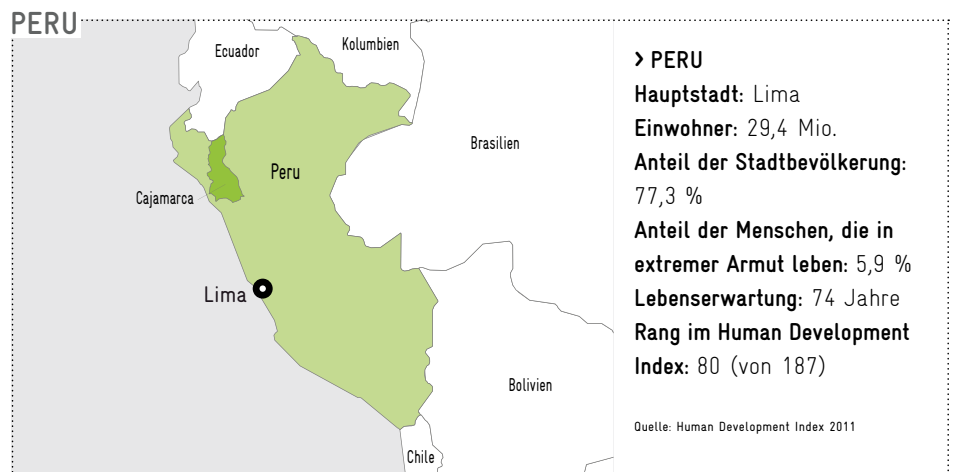 PERU
Ecuador
Kolumbien
Brasilien
Peru
Cajamarca
Lima
Bolivien
Chile
> PERU
Hauptstadt: Lima
Einwohner: 29,4 Mio.
Anteil der Stadtbevölkerung:
77,3 %
Anteil der Menschen, die in
extremer Armut leben: 5,9 %
Lebenserwartung: 74 Jahre
Rang im Human Development
Index: 80 (von 187)
Quelle: Human Development Index 2011